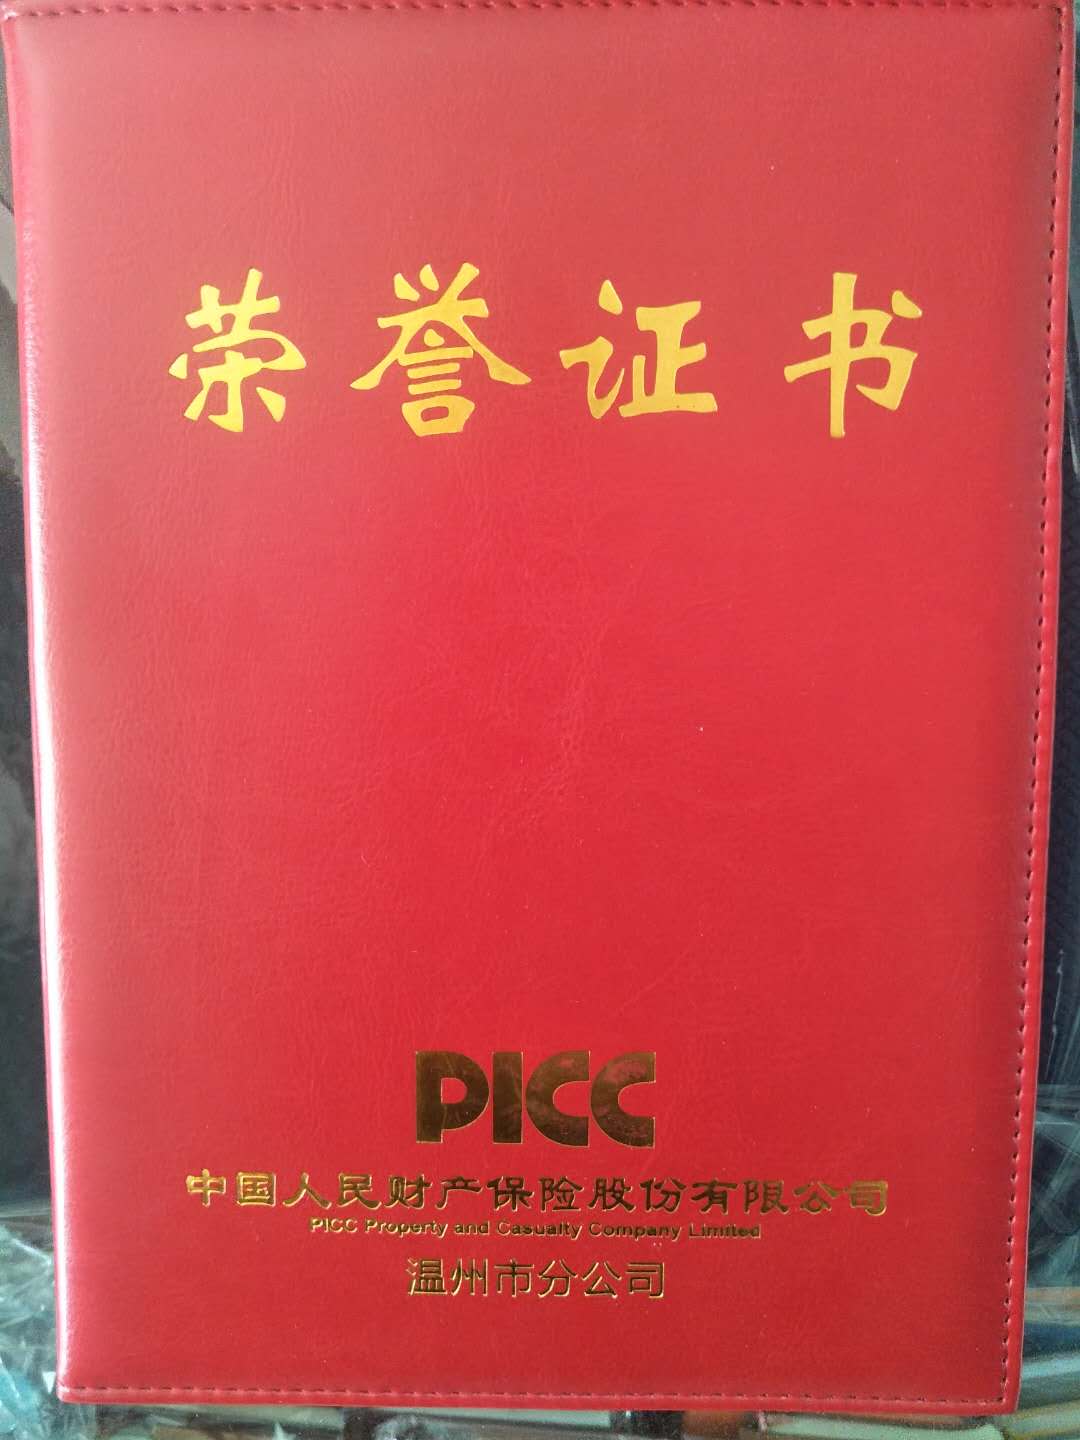 荣誉证书
PICC
中国人民财产保险股份有限公司
PICC Property and Casualty Company Limited
温州市分公司